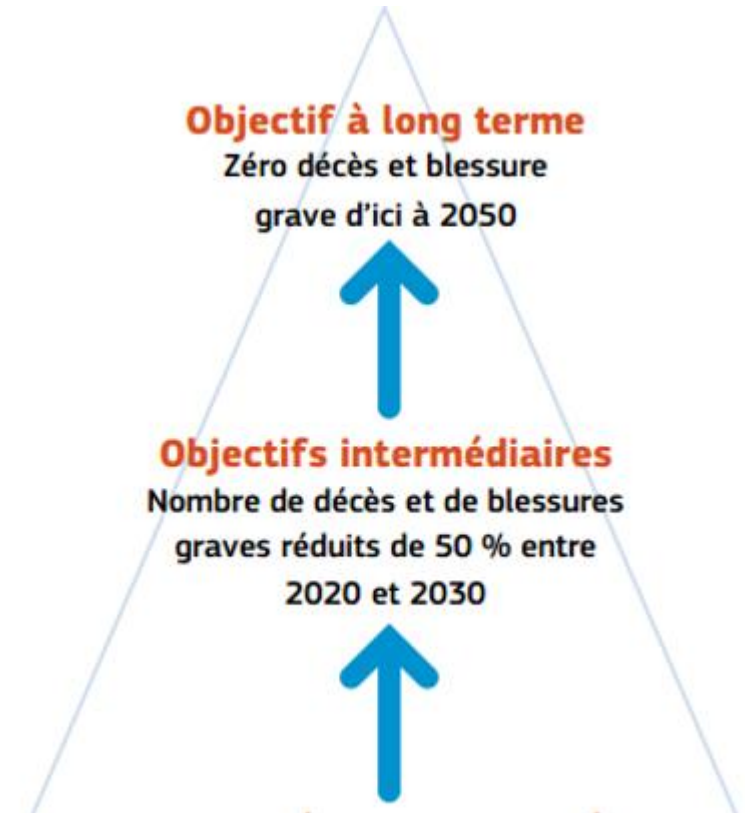 Objectif à long terme
Zéro décès et blessure
grave d'ici à 2050
Objectifs intermédiaires
Nombre de décès et de blessures
graves réduits de 50 % entre
2020 et 2030